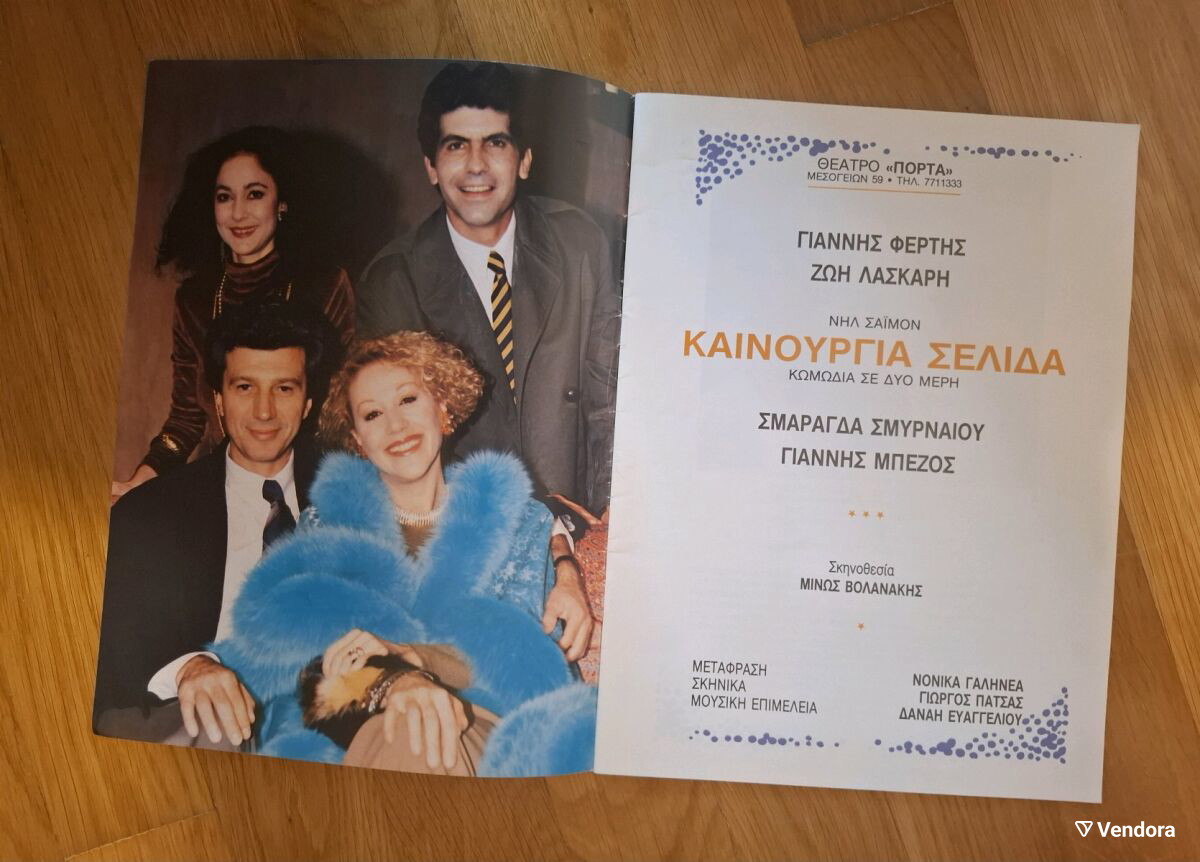 ΘΕΑΤΡΟ «ΠΟΡΤΑ»
ΜΕΣΟΓΕΙΩΝ 59 • ΤΗΛ. 7711333
ΓΙΑΝΝΗΣ ΦΕΡΤΗΣ
ΖΩΗ ΛΑΣΚΑΡΗ
ΝΗΛ ΣΑΪΜΟΝ
ΚΑΙΝΟΥΡΓΙΑ ΣΕΛΙΔΑ
ΚΩΜΩΔΙΑ ΣΕ ΔΥΟ ΜΕΡΗ
ΣΜΑΡΑΓΔΑ ΣΜΥΡΝΑΙΟΥ
ΓΙΑΝΝΗΣ ΜΠΕΖΟΣ
Σκηνοθεσία
ΜΙΝΩΣ ΒΟΛΑΝΑΚΗΣ
ΜΕΤΑΦΡΑΣΗ ΝΟΝΙΚΑ ΓΑΛΗΝΕΑ
ΣΚΗΝΙΚΑ ΓΙΩΡΓΟΣ ΠΑΤΣΑΣ
ΜΟΥΣΙΚΗ ΕΠΙΜΕΛΕΙΑ ΔΑΝΑΗ ΕΥΑΓΓΕΛΙΟΥ
Vendora